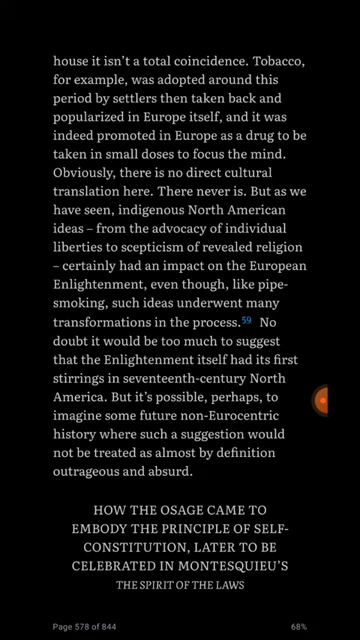 house it isn’t a total coincidence. Tobacco,
for example, was adopted around this
period by settlers then taken back and
popularized in Europe itself, and it was
indeed promoted in Europe as a drug to be
taken in small doses to focus the mind.
Obviously, there is no direct cultural
translation here. There never is. But as we
have seen, indigenous North American
ideas – from the advocacy of individual
liberties to scepticism of revealed religion
– certainly had an impact on the European
Enlightenment, even though, like pipe-
smoking, such ideas underwent many
transformations in the process.59 No
doubt it would be too much to suggest
that the Enlightenment itself had its first
stirrings in seventeenth-century North
America. But it’s possible, perhaps, to
imagine some future non-Eurocentric
history where such a suggestion would
not be treated as almost by definition
outrageous and absurd.
HOW THE OSAGE CAME TO
EMBODY THE PRINCIPLE OF SELF-
CONSTITUTION, LATER TO BE
CELEBRATED IN MONTESQUIEU’S
THE SPIRIT OF THE LAWS
Page 578 of 844 68%